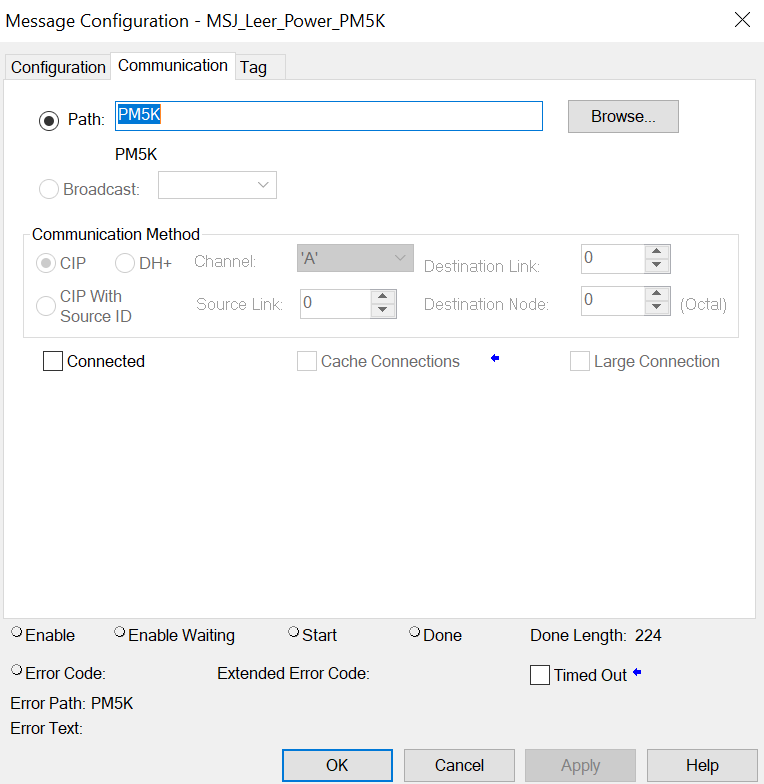 Message Configuration - MSJ_Leer_Power_PM5K
Configuration Communication Tag
Path: PM5K Browse...
PM5K
Broadcast:
Communication Method
CIP DH+ Channel: 'A' Destination Link: 0
CIP With Source ID Source Link: 0 Destination Node: 0 (Octal)
Connected Cache Connections Large Connection
Enable Enable Waiting Start Done Done Length: 224
Error Code: Extended Error Code: Timed Out
Error Path: PM5K
Error Text:
OK Cancel Apply Help